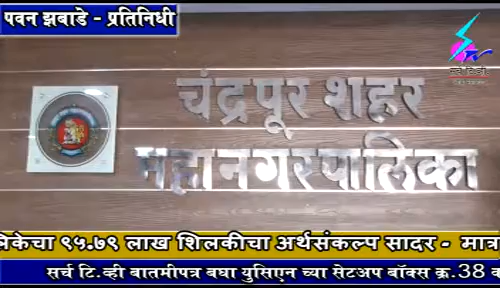 पवन झबाडे - प्रतिनिधी
सर्च टि.व्ही
चंद्रपूर शहर
महानगरपालिका
चा ९५.७९ लाख शिलकीचा अर्थसंकल्प सादर - मात्र
सर्च टि.व्ही बातमीपत्र बघा युसिएन च्या सेटअप बॉक्स क्र.38 व